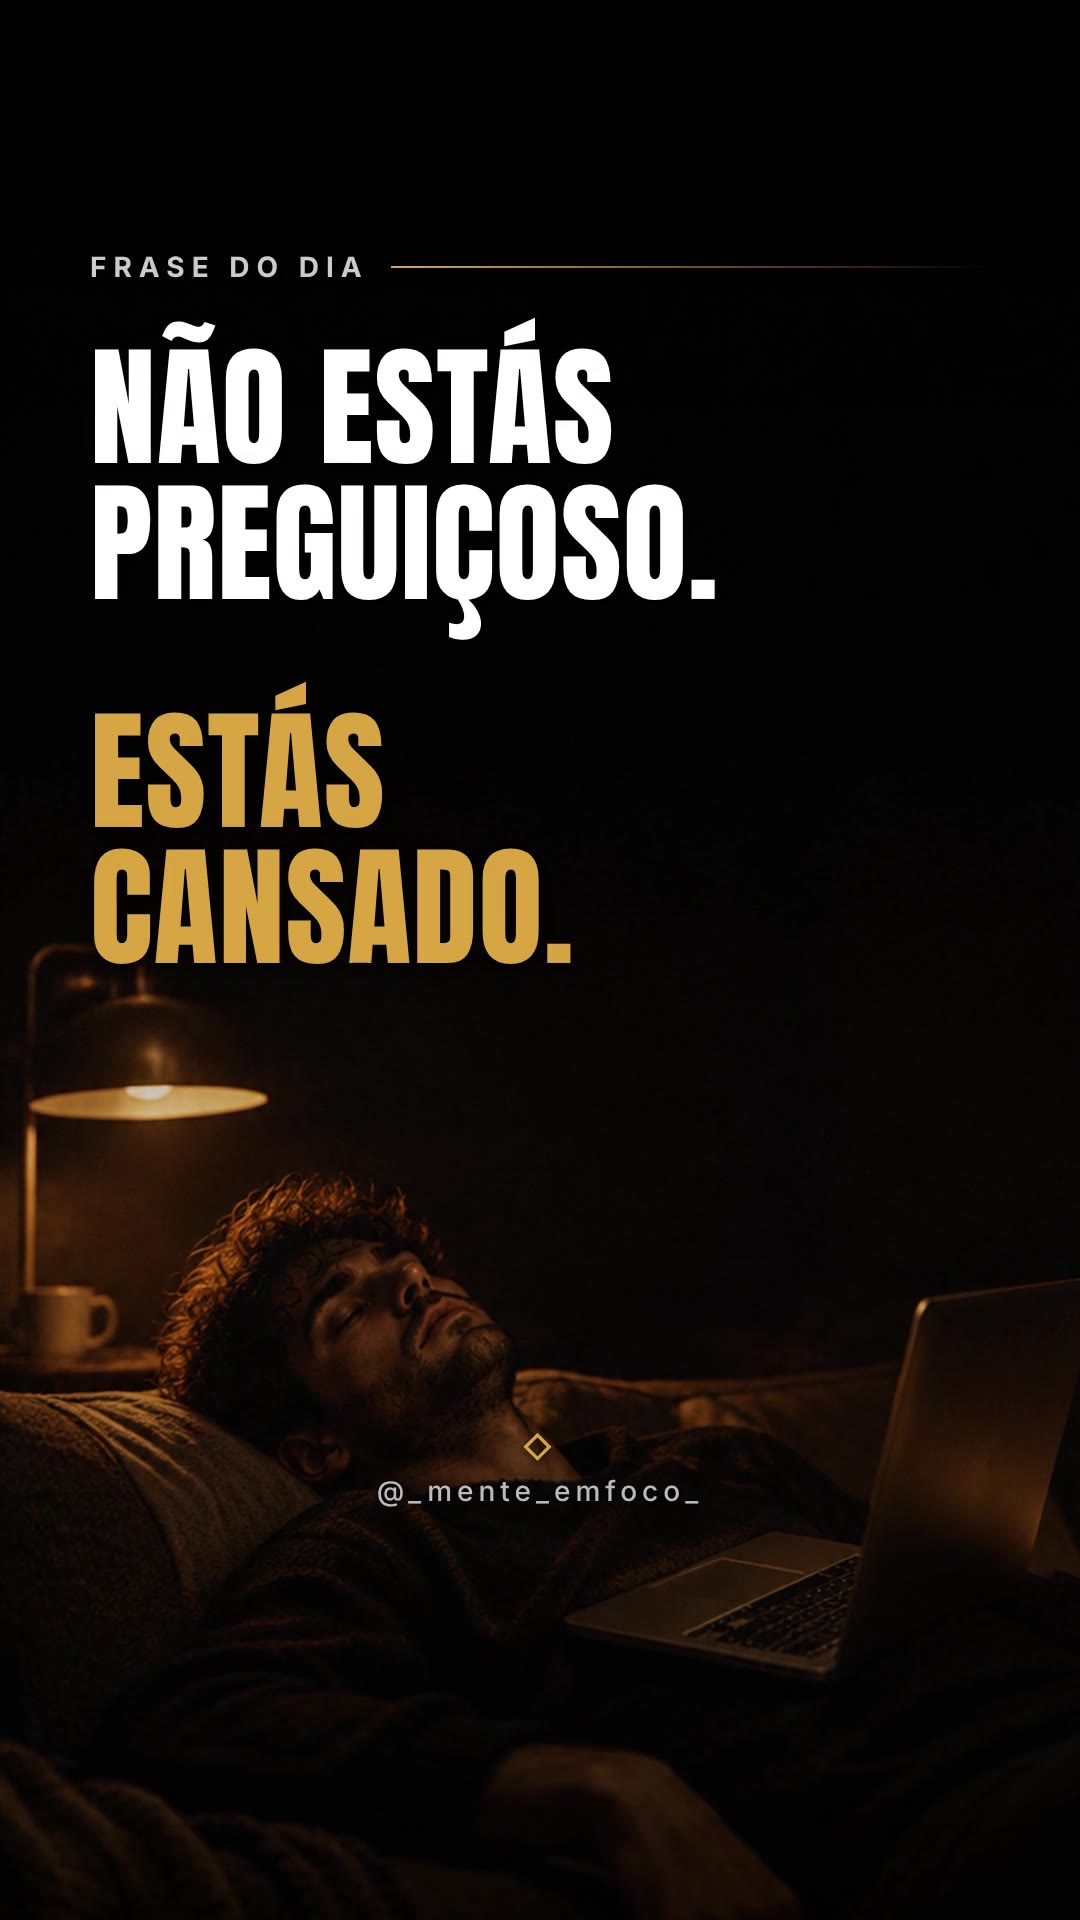 FRASE DO DIA
NÃO ESTÁS
PREGUIÇOSO.
ESTÁS
CANSADO.
@_mente_emfoco_